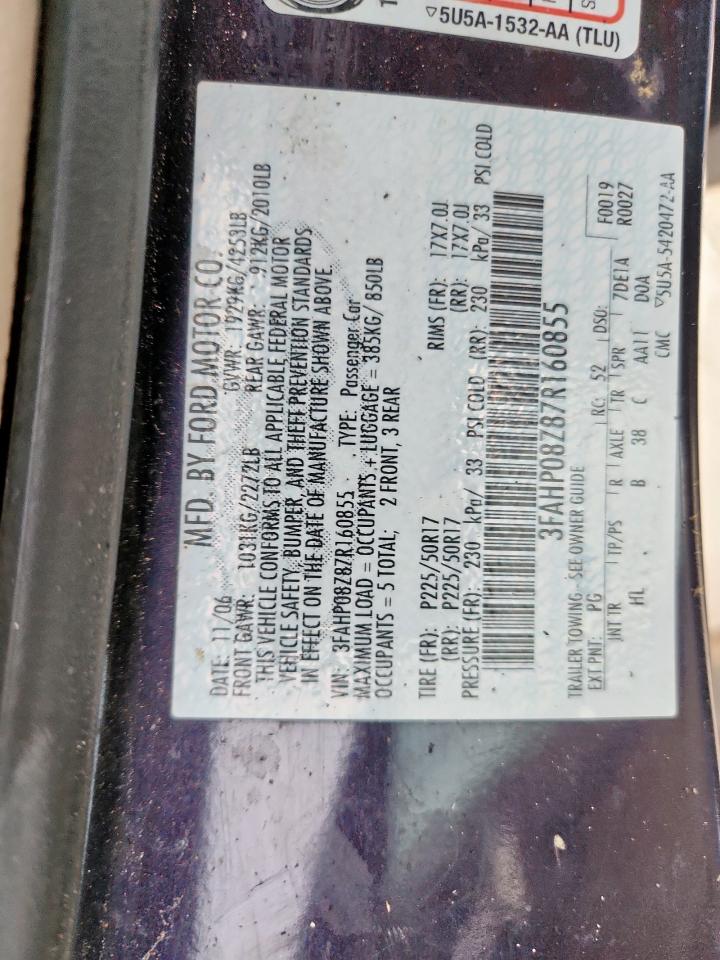 5U5A-1532-AA (TLU)
MFD. BY FORD MOTOR CO.
DATE: 11/06 GVWR: 1929KG/4253LB
FRONT GAWR: 1031KG/2272LB REAR GAWR: 912KG/2010LB
THIS VEHICLE CONFORMS TO ALL APPLICABLE FEDERAL MOTOR
VEHICLE SAFETY, BUMPER, AND THEFT PREVENTION STANDARDS
IN EFFECT ON THE DATE OF MANUFACTURE SHOWN ABOVE
VIN: 3FAHP08Z87R160855 TYPE: Passenger Car
MAXIMUM LOAD = OCCUPANTS + LUGGAGE = 385KG/ 850LB
OCCUPANTS = 5 TOTAL; 2 FRONT, 3 REAR
TIRE (FR): P225/50R17 RIMS (FR): 17X7.0J
(RR): P225/50R17 (RR): 17X7.0J
PRESSURE (FR): 230 kPa/ 33 PSI COLD (RR): 230 kPa/ 33 PSI COLD
3FAHP08Z87R160855
TRAILER TOWING - SEE OWNER GUIDE F0019
EXT PNT: PG RC: 52 DSO: R0027
INT TR TP/PS R AXLE TR SPR 7DE1A
HL B 38 C AA11 DOA
CMC 5U5A-5420472-AA